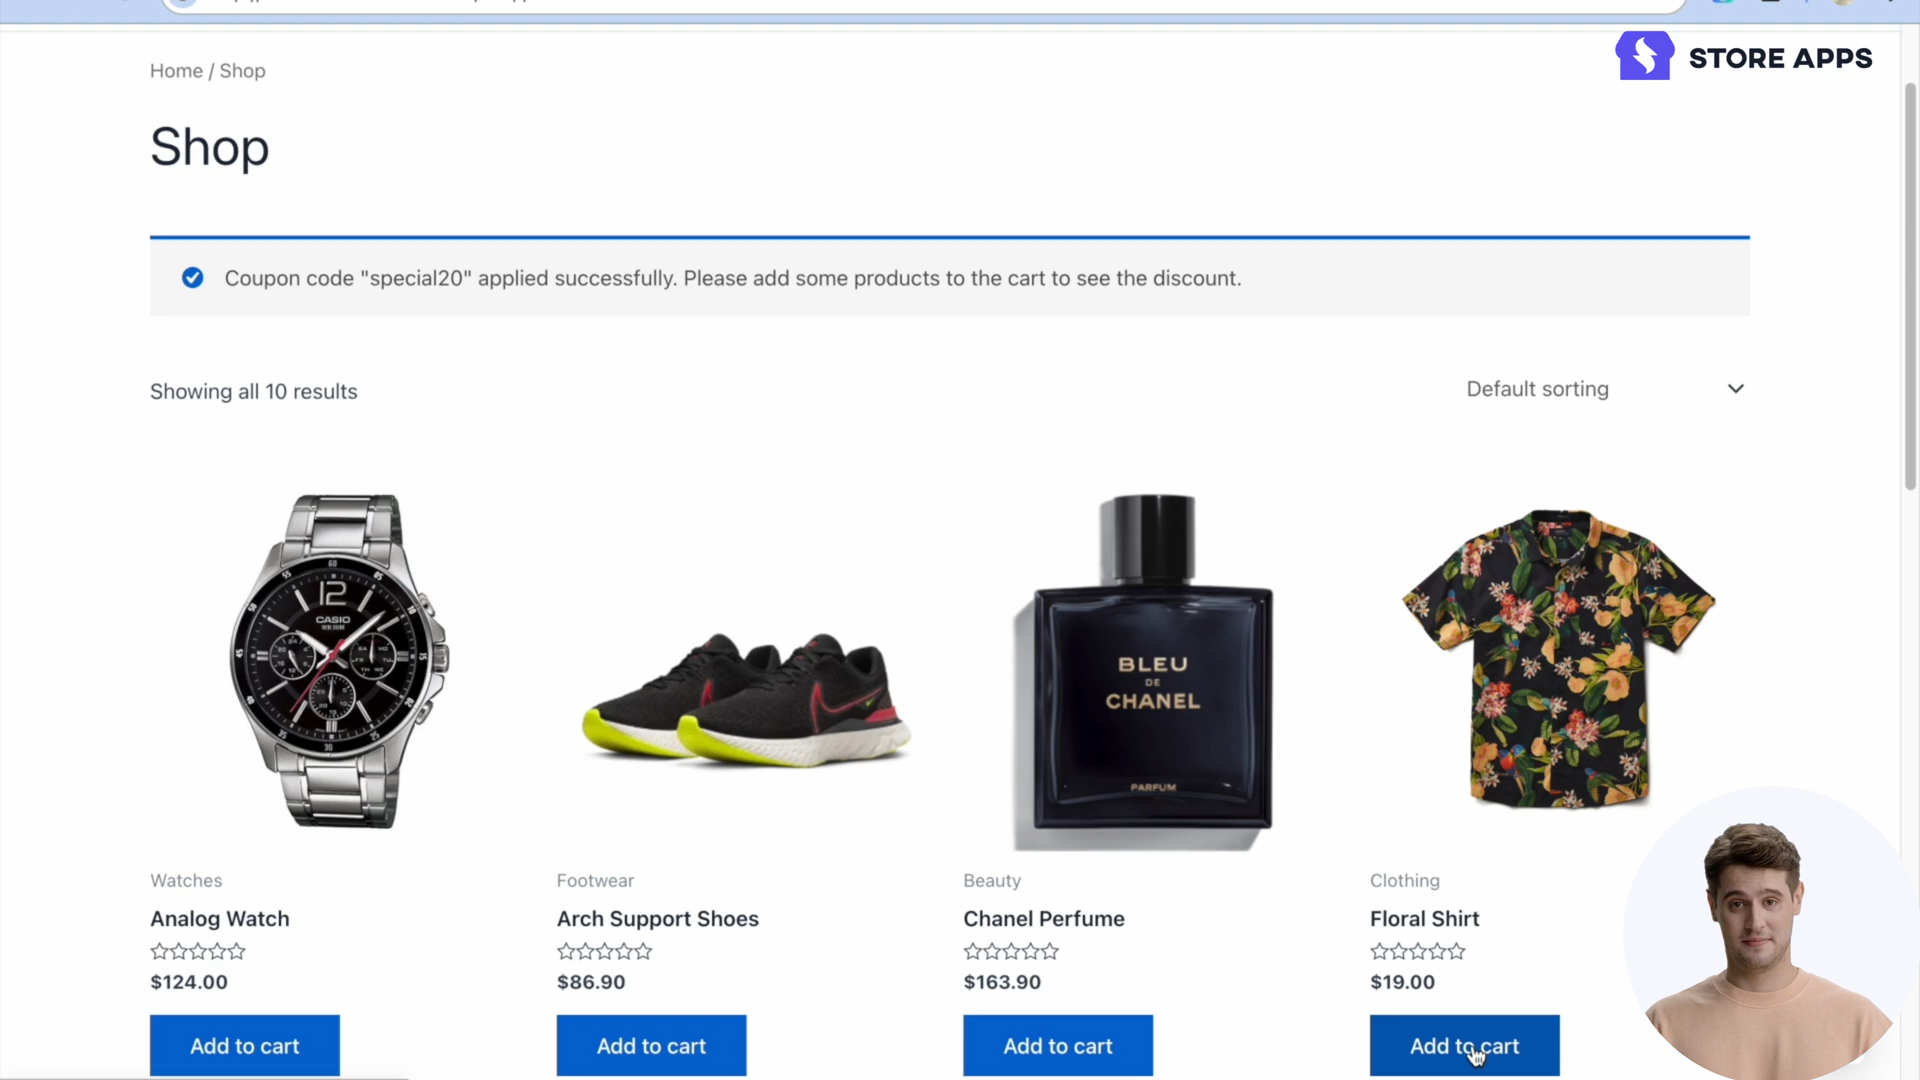 STORE APPS
Home / Shop
Shop
Coupon code "special20" applied successfully. Please add some products to the cart to see the discount.
Showing all 10 results
Default sorting
CASIO
BLEU
DE
CHANEL
PARFUM
Watches
Analog Watch
$124.00
Add to cart
Footwear
Arch Support Shoes
$86.90
Add to cart
Beauty
Chanel Perfume
$163.90
Add to cart
Clothing
Floral Shirt
$19.00
Add to cart